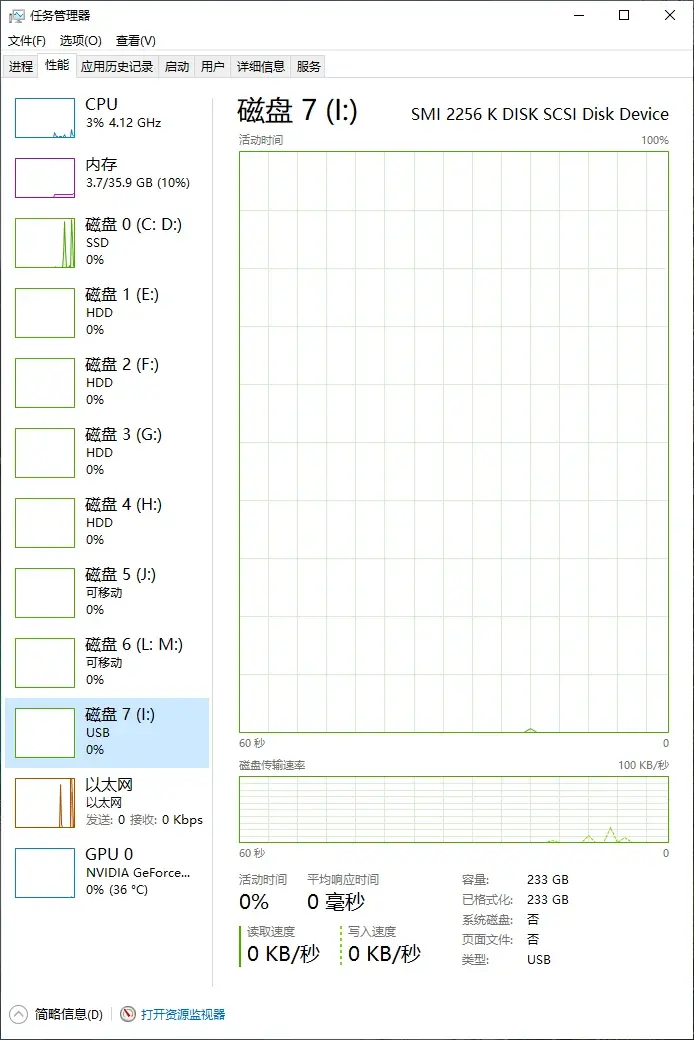 任务管理器
文件(F) 选项(O) 查看(V)
进程 性能 应用历史记录 启动 用户 详细信息 服务
CPU
3% 4.12 GHz
内存
3.7/35.9 GB (10%)
磁盘 0 (C: D:)
SSD
0%
磁盘 1 (E:)
HDD
0%
磁盘 2 (F:)
HDD
0%
磁盘 3 (G:)
HDD
0%
磁盘 4 (H:)
HDD
0%
磁盘 5 (J:)
可移动
0%
磁盘 6 (L: M:)
可移动
0%
磁盘 7 (I:)
USB
0%
以太网
以太网
发送: 0 接收: 0 Kbps
GPU 0
NVIDIA GeForce...
0% (36 °C)
磁盘 7 (I:) SMI 2256 K DISK SCSI Disk Device
活动时间 100%
60 秒 0
磁盘传输速率 100 KB/秒
60 秒 0
活动时间 平均响应时间
0% 0 毫秒
读取速度 写入速度
0 KB/秒 0 KB/秒
容量: 233 GB
已格式化: 233 GB
系统磁盘: 否
页面文件: 否
类型: USB
简略信息(D) 打开资源监视器